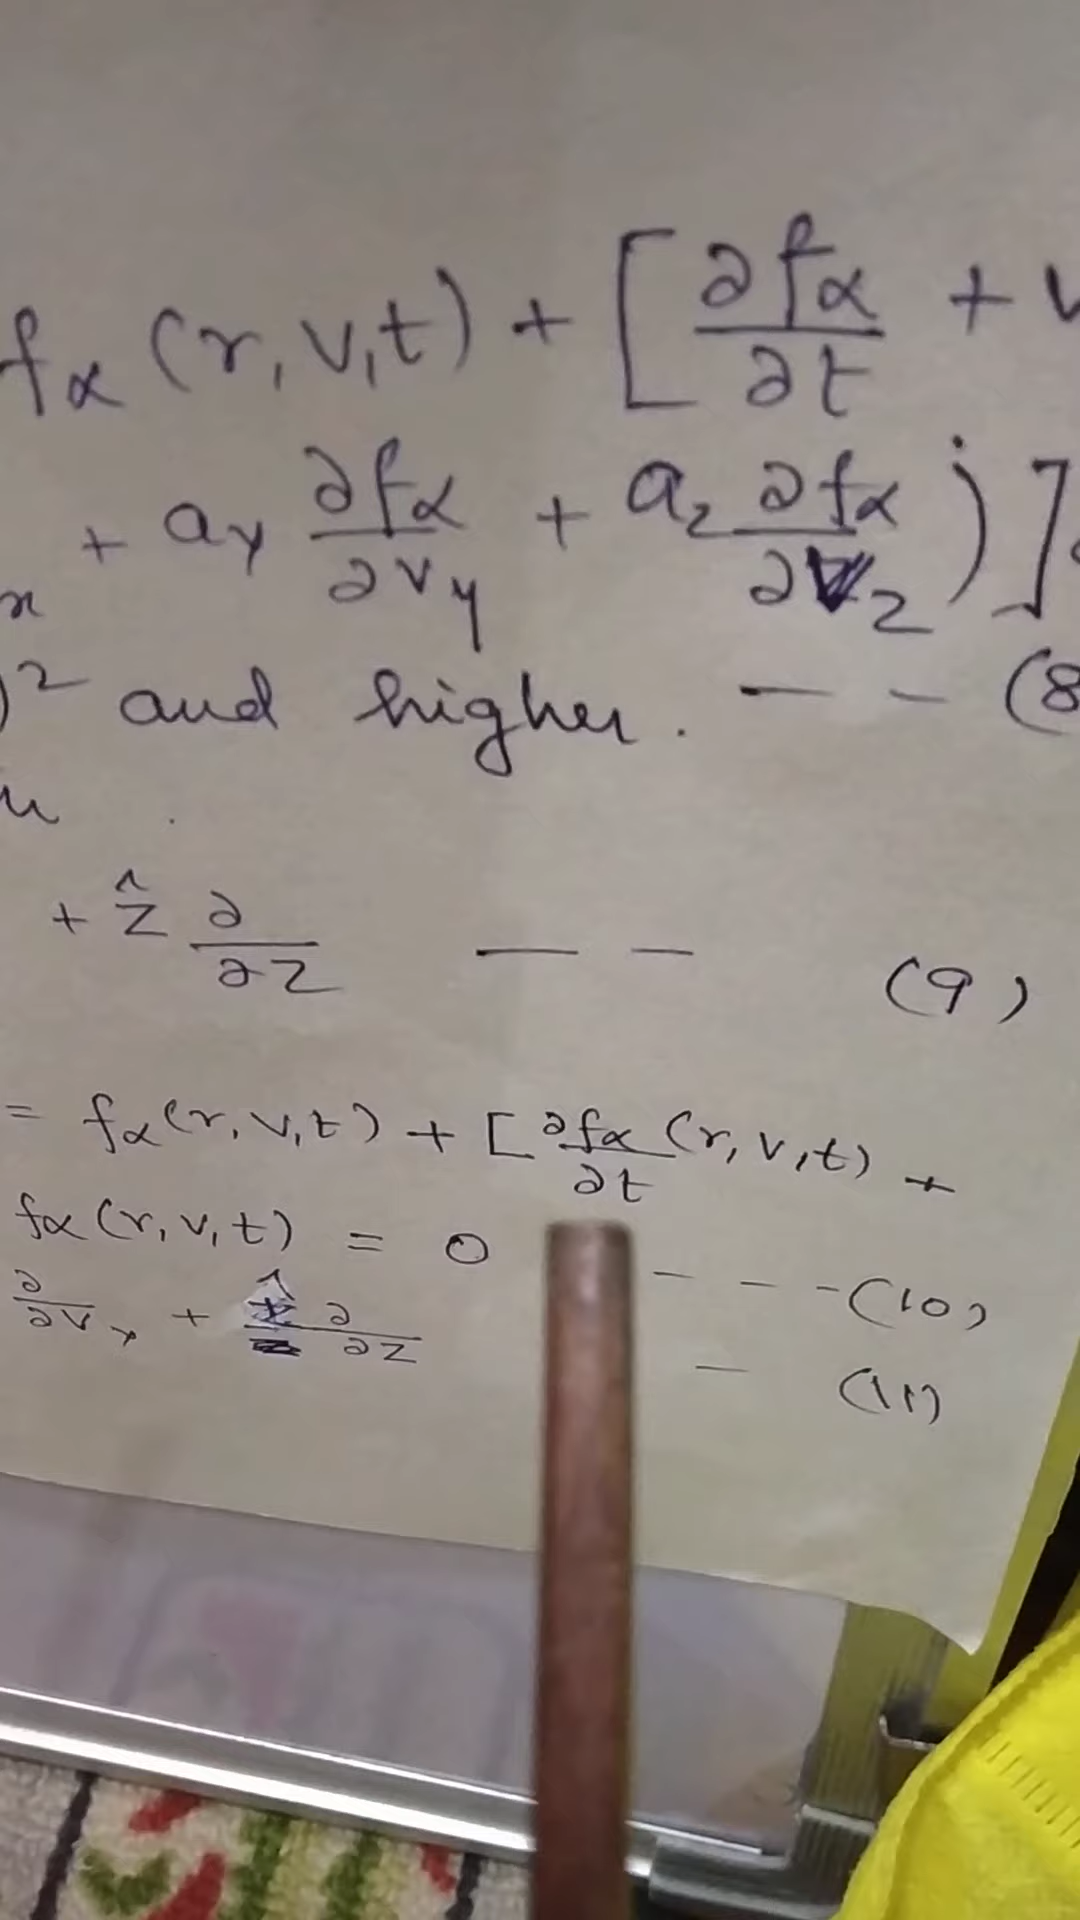 fα (r, v, t) + [ ∂fα/∂t + v
+ ay ∂fα/∂vy + az ∂fα/∂vz ) ]
x
)² and higher. — — (8
+ ẑ ∂/∂z — — (9)
= fα (r, v, t) + [ ∂fα/∂t (r, v, t) +
fα (r, v, t) = 0 - - - (10)
∂/∂vy + ∂/∂z — (11)